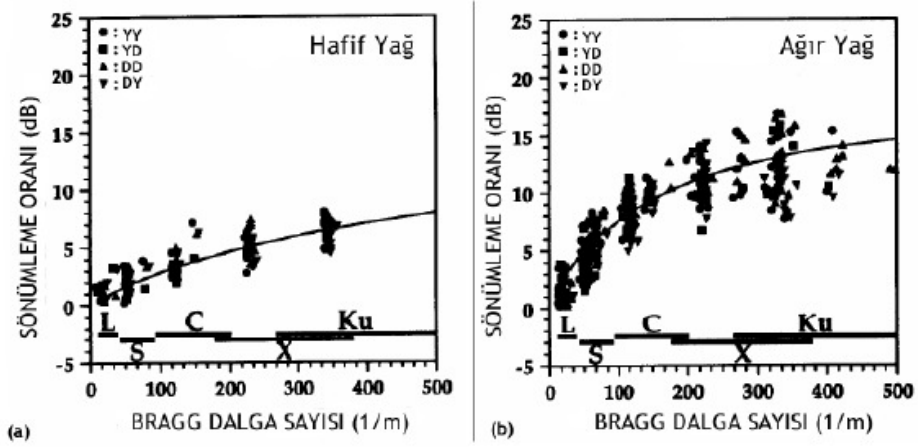 25
20
15
10
5
0
-5
SÖNÜMLEME ORANI (dB)
● : YY
■ : YD
▲ : DD
▼ : DY
Hafif Yağ
L
S
C
X
Ku
0 100 200 300 400 500
BRAGG DALGA SAYISI (1/m)
(a)
25
20
15
10
5
0
-5
SÖNÜMLEME ORANI (dB)
● : YY
■ : YD
▲ : DD
▼ : DY
Ağır Yağ
L
S
C
X
Ku
0 100 200 300 400 500
BRAGG DALGA SAYISI (1/m)
(b)